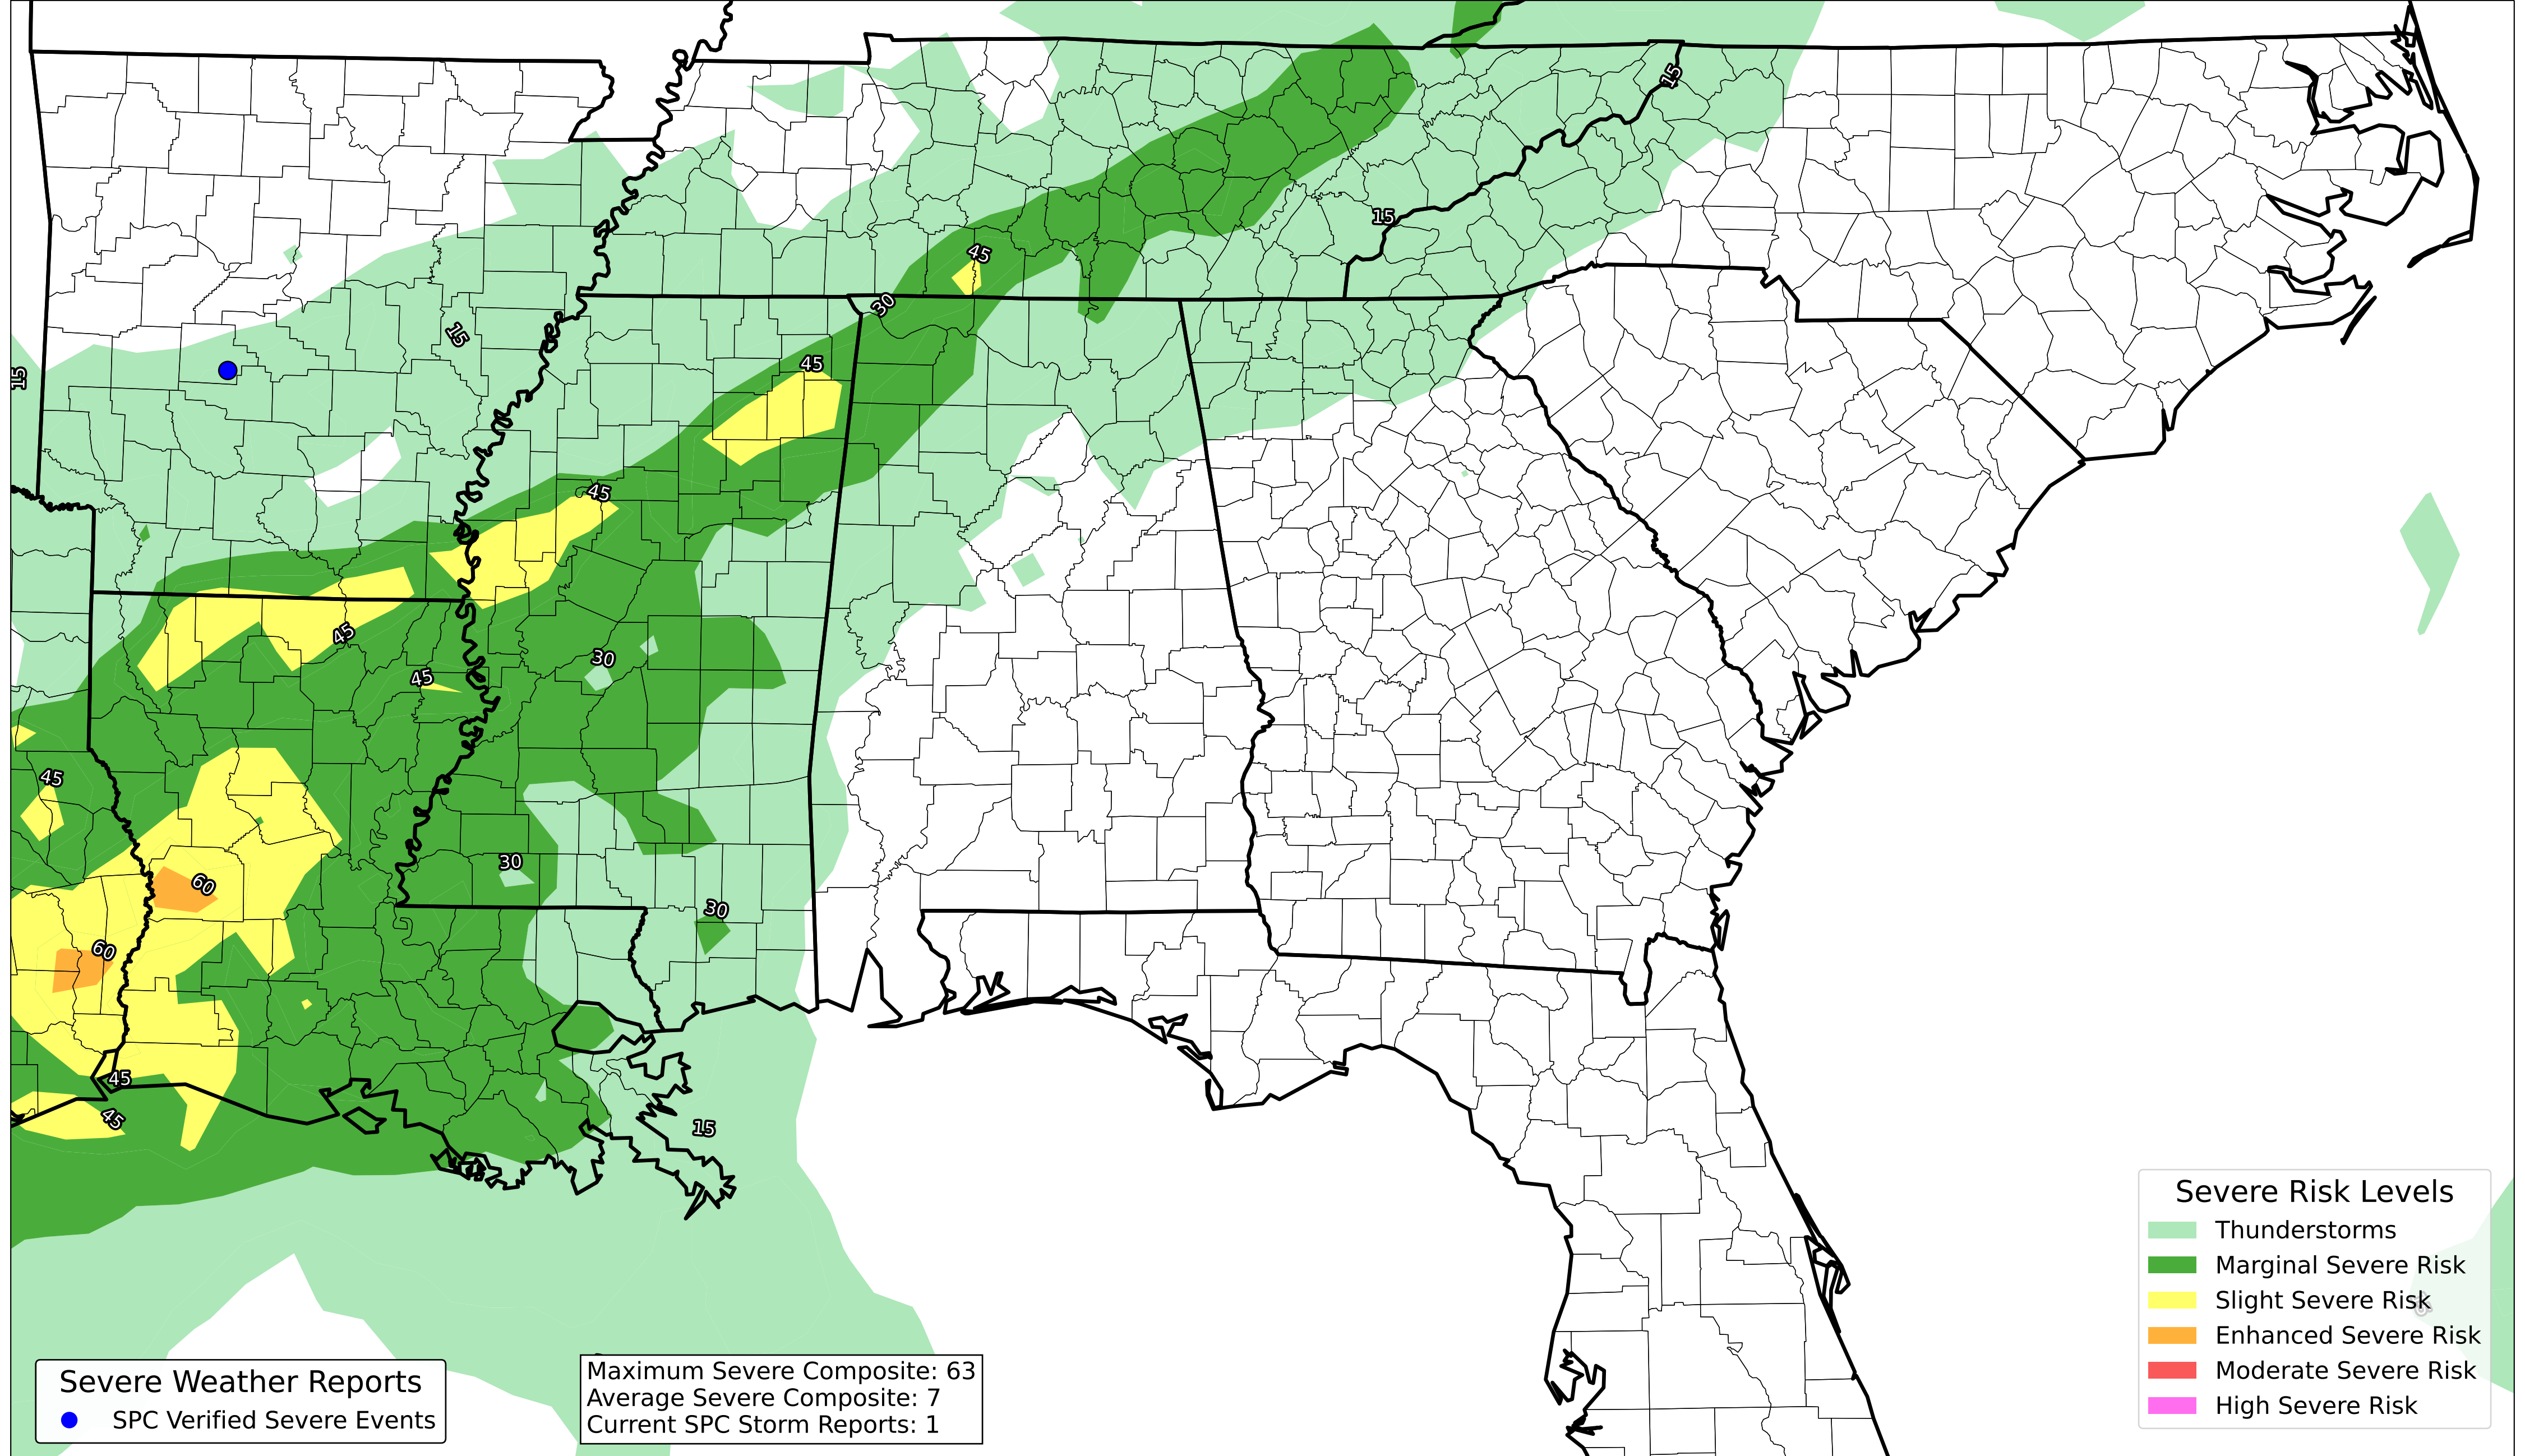 15
15
45
30
15
45
15
45
45
30
45
45
60
30
30
60
45
45
15
Severe Risk Levels
Thunderstorms
Marginal Severe Risk
Slight Severe Risk
Enhanced Severe Risk
Moderate Severe Risk
High Severe Risk
Severe Weather Reports
SPC Verified Severe Events
Maximum Severe Composite: 63
Average Severe Composite: 7
Current SPC Storm Reports: 1